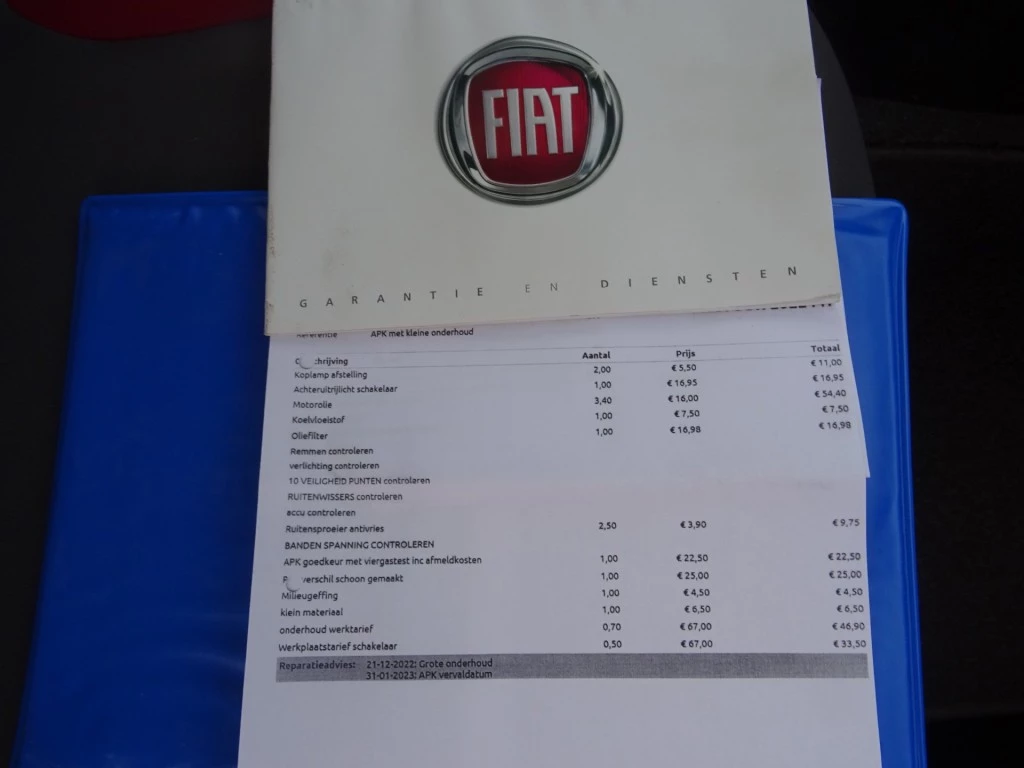 FIAT
GARANTIE EN DIENSTEN
Referentie APK met kleine onderhoud
hrijving Aantal Prijs Totaal
Koplamp afstelling 2,00 € 5,50 € 11,00
Achteruitrijlicht schakelaar 1,00 € 16,95 € 16,95
Motorolie 3,40 € 16,00 € 54,40
Koelvloeistof 1,00 € 7,50 € 7,50
Oliefilter 1,00 € 16,98 € 16,98
Remmen controleren
verlichting controleren
10 VEILIGHEID PUNTEN controleren
RUITENWISSERS controleren
accu controleren
Ruitensproeier antivries 2,50 € 3,90 € 9,75
BANDEN SPANNING CONTROLEREN
APK goedkeur met viergastest inc afmeldkosten 1,00 € 22,50 € 22,50
verschil schoon gemaakt 1,00 € 25,00 € 25,00
Milieugeffing 1,00 € 4,50 € 4,50
klein materiaal 1,00 € 6,50 € 6,50
onderhoud werktarief 0,70 € 67,00 € 46,90
Werkplaatstarief schakelaar 0,50 € 67,00 € 33,50
Reparatieadvies: 21-12-2022: Grote onderhoud
31-01-2023: APK vervaldatum